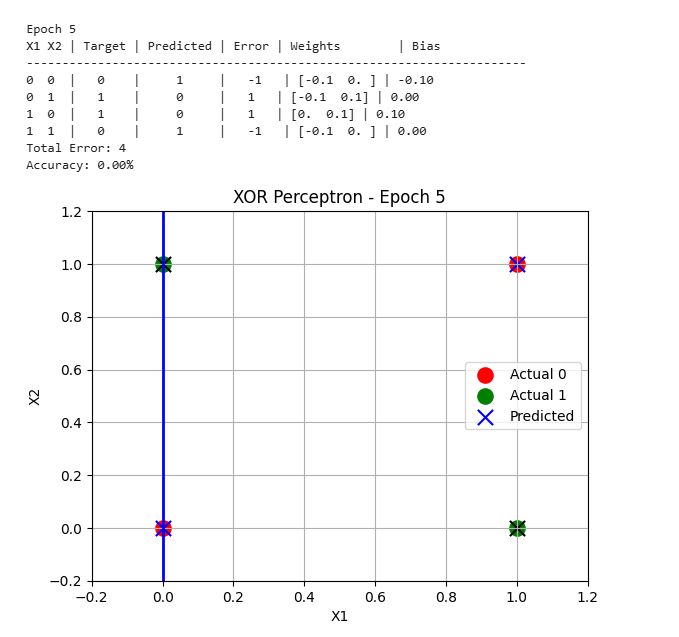 Epoch 5
X1 X2 | Target | Predicted | Error | Weights | Bias
----------------------------------------------------------------------
0 0 | 0 | 1 | -1 | [-0.1 0. ] | -0.10
0 1 | 1 | 0 | 1 | [-0.1 0.1] | 0.00
1 0 | 1 | 0 | 1 | [0. 0.1] | 0.10
1 1 | 0 | 1 | -1 | [-0.1 0. ] | 0.00
Total Error: 4
Accuracy: 0.00%
XOR Perceptron - Epoch 5
1.2
1.0
0.8
0.6
0.4
0.2
0.0
−0.2
X2
Actual 0
Actual 1
Predicted
−0.2 0.0 0.2 0.4 0.6 0.8 1.0 1.2
X1